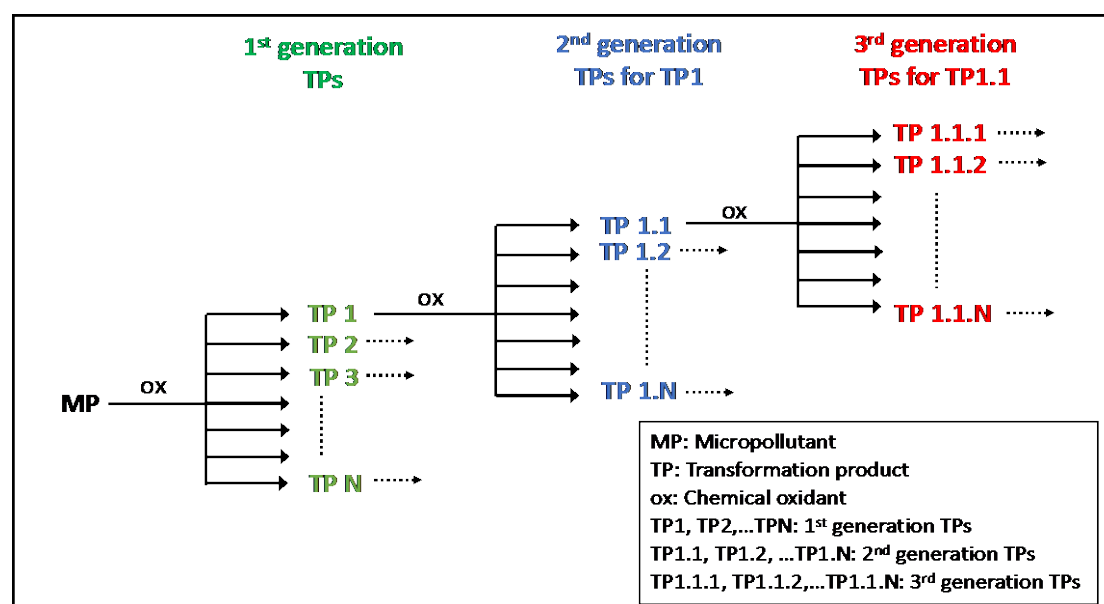 1st generation
TPs
2nd generation
TPs for TP1
3rd generation
TPs for TP1.1
TP 1.1.1
TP 1.1.2
OX
TP 1.1
TP 1.2
OX
TP 1.1.N
TP 1
TP 2
TP 3
OX
MP
TP 1.N
TP N
MP: Micropollutant
TP: Transformation product
ox: Chemical oxidant
TP1, TP2,...TPN: 1st generation TPs
TP1.1, TP1.2, ...TP1.N: 2nd generation TPs
TP1.1.1, TP1.1.2,...TP1.1.N: 3rd generation TPs